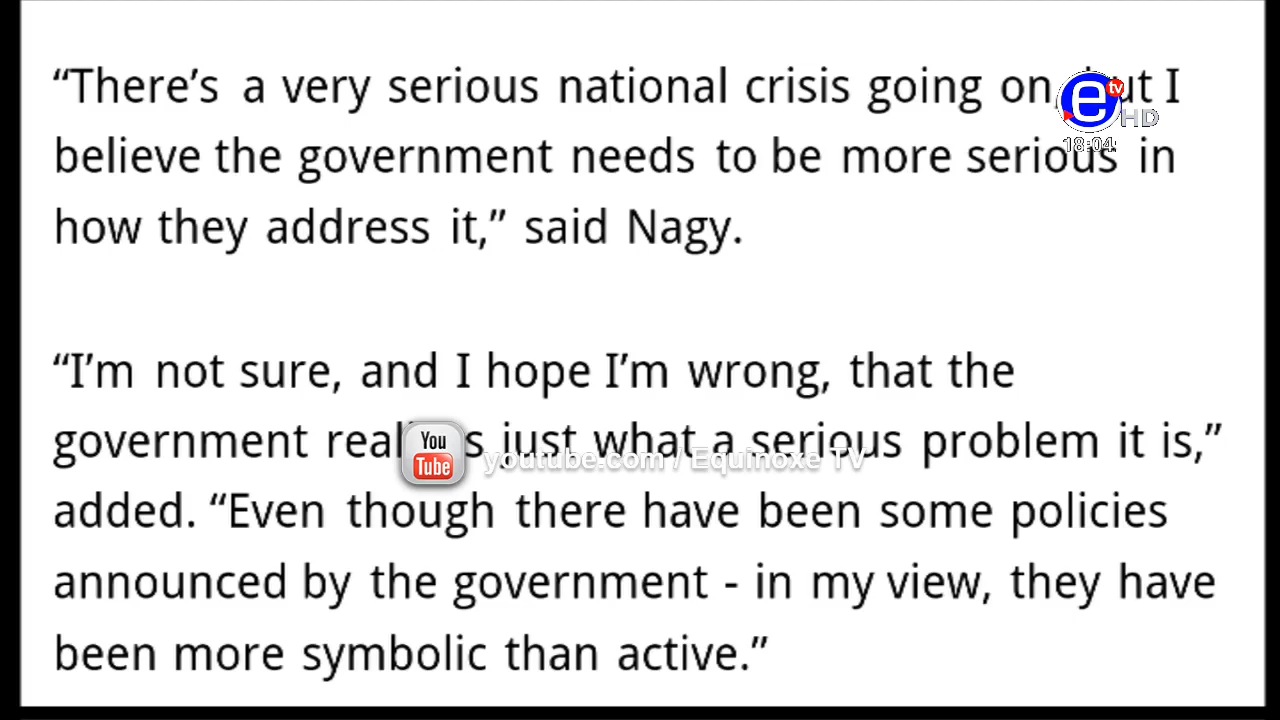 “There’s a very serious national crisis going on, but I
believe the government needs to be more serious in
how they address it,” said Nagy.
“I’m not sure, and I hope I’m wrong, that the
government just what a serious problem it is,”
added. “Even though there have been some policies
announced by the government - in my view, they have
been more symbolic than active.”
e tv HD
18:04
You Tube
youtube.com / Equinoxe TV